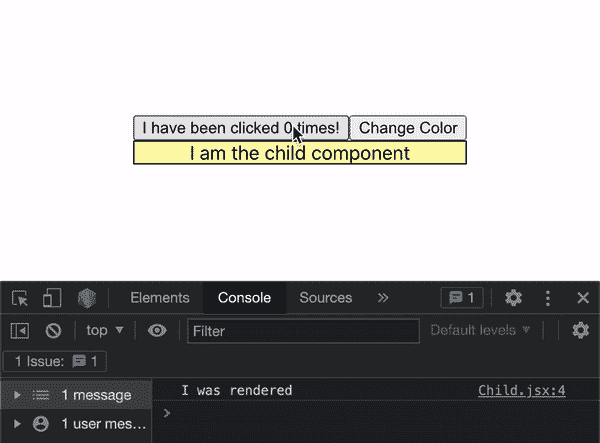 I have been clicked 0 times! Change Color
I am the child component
Elements Console Sources 1
top Filter Default levels
1 Issue: 1
1 message I was rendered Child.jsx:4
1 user mes…